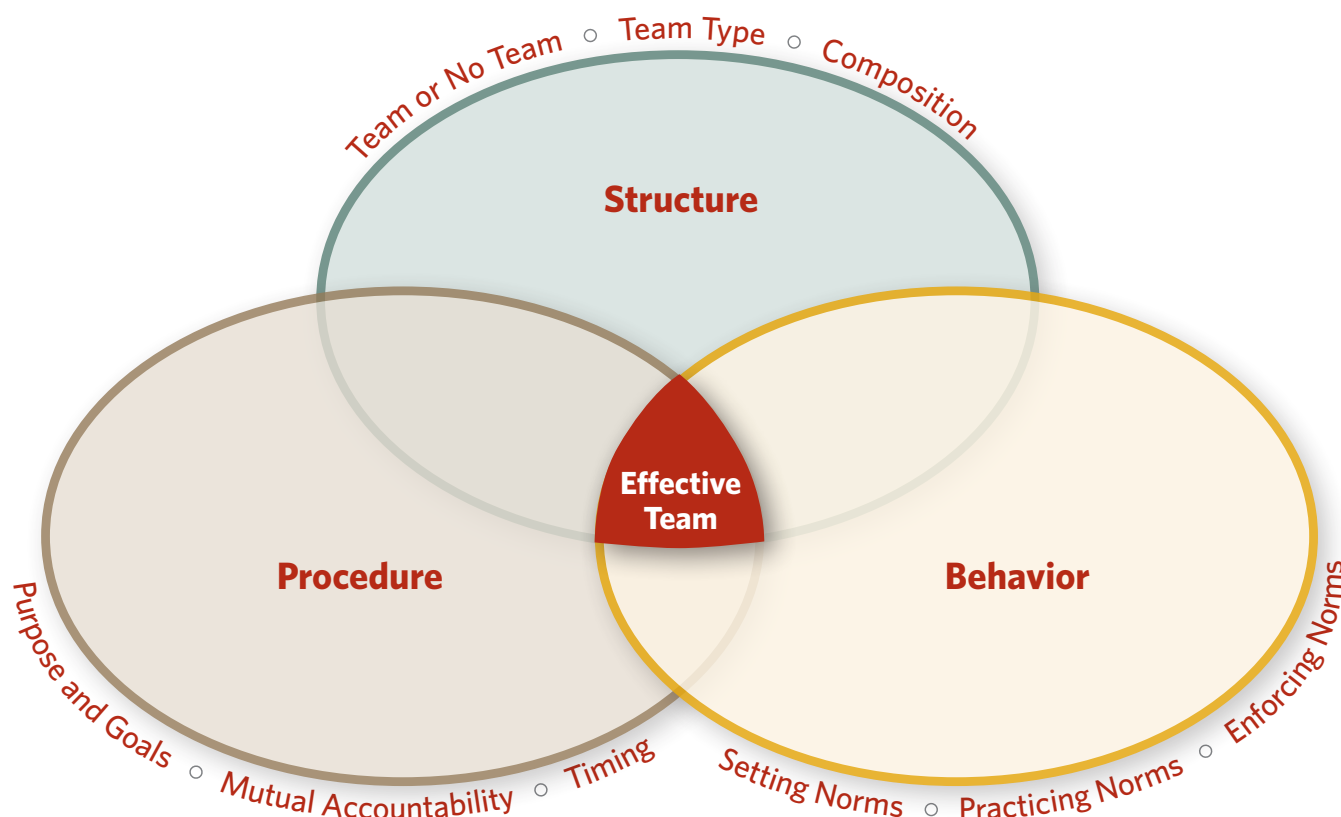 Team or No Team ○ Team Type ○ Composition
Structure
Effective
Team
Procedure
Behavior
Purpose and Goals ○ Mutual Accountability ○ Timing
Setting Norms ○ Practicing Norms ○ Enforcing Norms